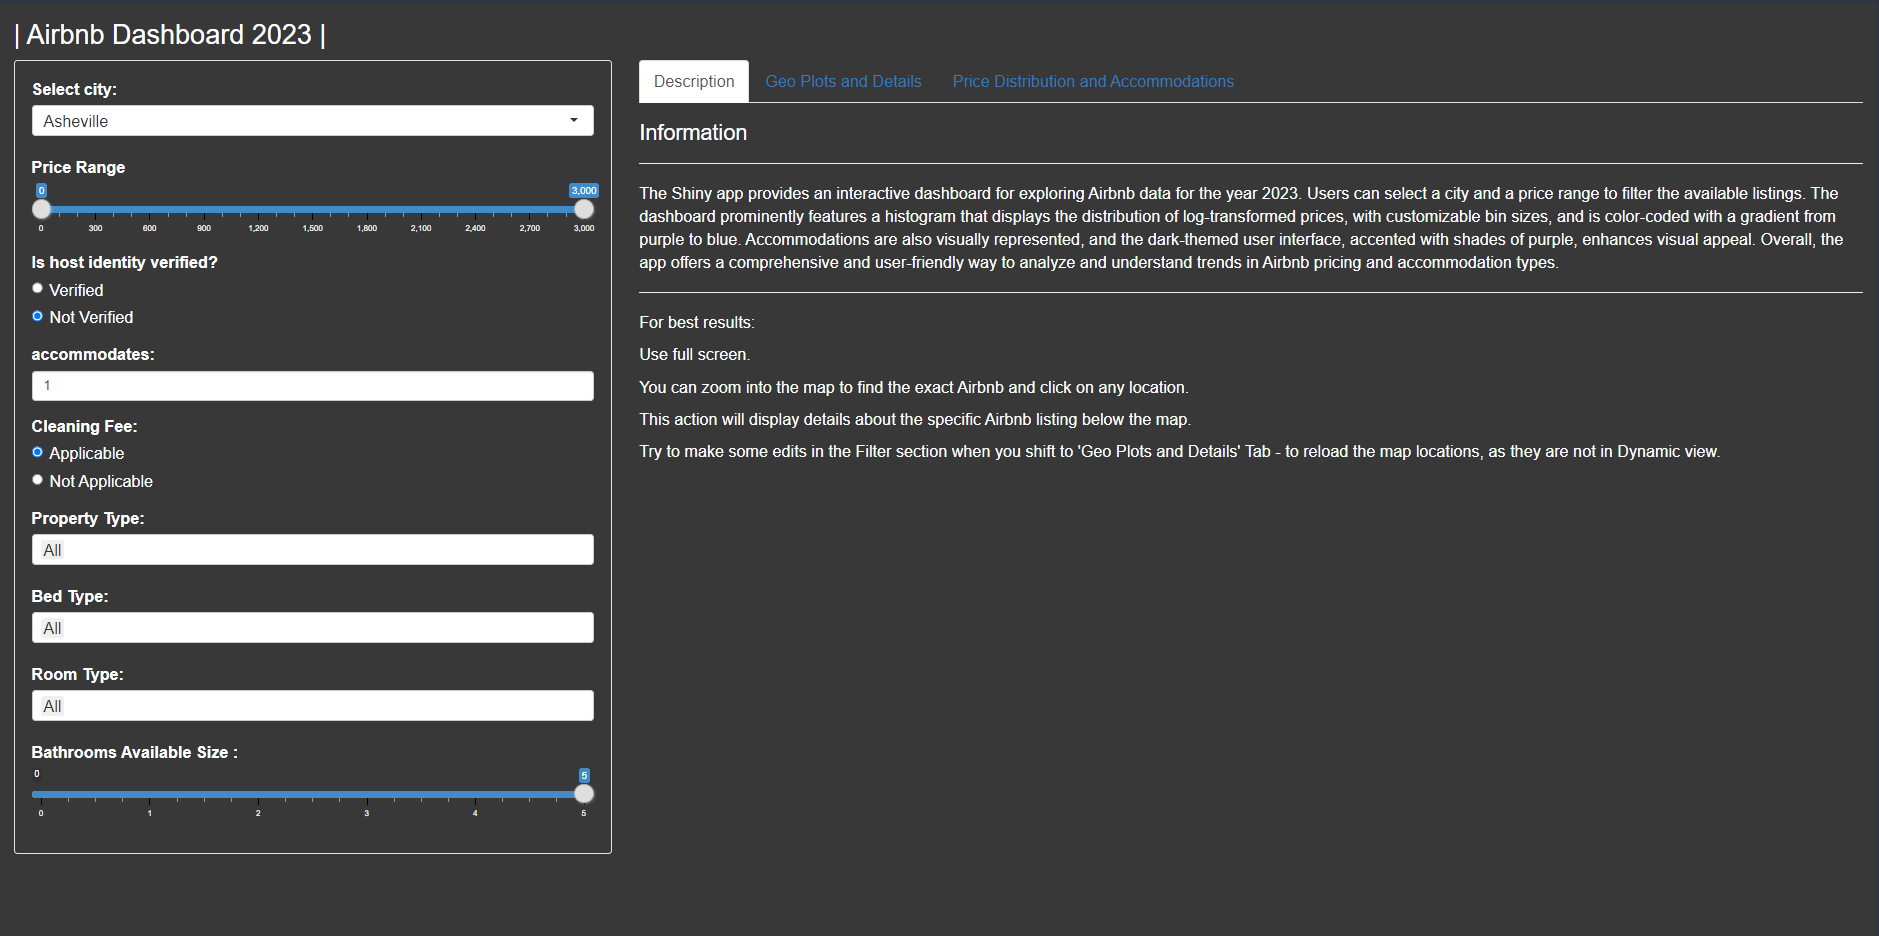 | Airbnb Dashboard 2023 |
Select city:
Asheville
Price Range
0 3,000
0 300 600 900 1,200 1,500 1,800 2,100 2,400 2,700 3,000
Is host identity verified?
Verified
Not Verified
accommodates:
1
Cleaning Fee:
Applicable
Not Applicable
Property Type:
All
Bed Type:
All
Room Type:
All
Bathrooms Available Size :
0 5
0 1 2 3 4 5
Description Geo Plots and Details Price Distribution and Accommodations
Information
The Shiny app provides an interactive dashboard for exploring Airbnb data for the year 2023. Users can select a city and a price range to filter the available listings. The
dashboard prominently features a histogram that displays the distribution of log-transformed prices, with customizable bin sizes, and is color-coded with a gradient from
purple to blue. Accommodations are also visually represented, and the dark-themed user interface, accented with shades of purple, enhances visual appeal. Overall, the
app offers a comprehensive and user-friendly way to analyze and understand trends in Airbnb pricing and accommodation types.
For best results:
Use full screen.
You can zoom into the map to find the exact Airbnb and click on any location.
This action will display details about the specific Airbnb listing below the map.
Try to make some edits in the Filter section when you shift to 'Geo Plots and Details' Tab - to reload the map locations, as they are not in Dynamic view.